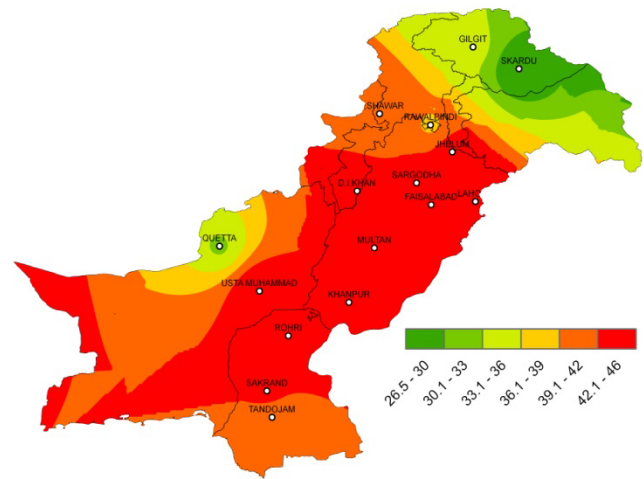 GILGIT
SKARDU
SHAWAR
RAWALPINDI
JHELUM
SARGODHA
D.I KHAN
FAISALABAD
LAHO
QUETTA
MULTAN
USTA MUHAMMAD
KHANPUR
ROHRI
SAKRAND
TANDOJAM
26.5 - 30
30.1 - 33
33.1 - 36
36.1 - 39
39.1 - 42
42.1 - 46